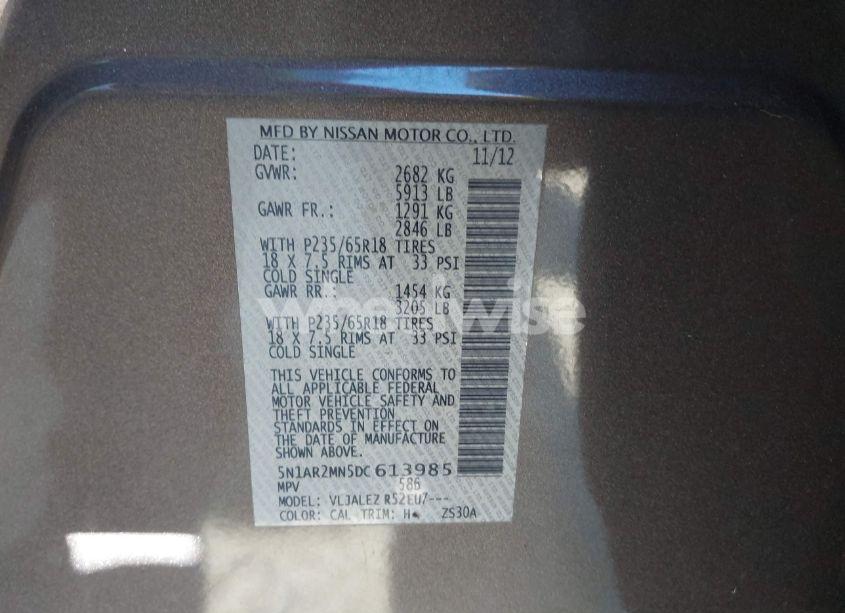 MFD BY NISSAN MOTOR CO., LTD.
DATE: 11/12
GVWR: 2682 KG
5913 LB
GAWR FR.: 1291 KG
2846 LB
WITH P235/65R18 TIRES
18 X 7.5 RIMS AT 33 PSI
COLD SINGLE
GAWR RR.: 1454 KG
3205 LB
WITH P235/65R18 TIRES
18 X 7.5 RIMS AT 33 PSI
COLD SINGLE
THIS VEHICLE CONFORMS TO
ALL APPLICABLE FEDERAL
MOTOR VEHICLE SAFETY AND
THEFT PREVENTION
STANDARDS IN EFFECT ON
THE DATE OF MANUFACTURE
SHOWN ABOVE.
5N1AR2MN5DC613985
MPV 586
MODEL: VLJALEZ R52EU7---
COLOR: CAL TRIM: H ZS30A